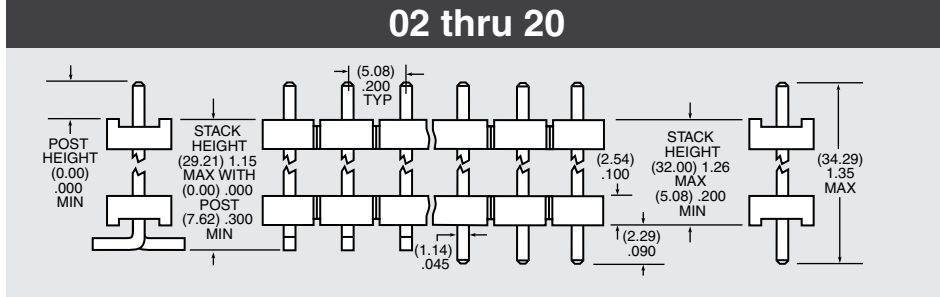 02 thru 20
POST
HEIGHT
(0.00)
.000
MIN
STACK
HEIGHT
(29.21) 1.15
MAX WITH
(0.00) .000
POST
(7.62) .300
MIN
(5.08)
.200
TYP
(1.14)
.045
(2.54)
.100
(2.29)
.090
STACK
HEIGHT
(32.00) 1.26
MAX
(5.08) .200
MIN
(34.29)
1.35
MAX